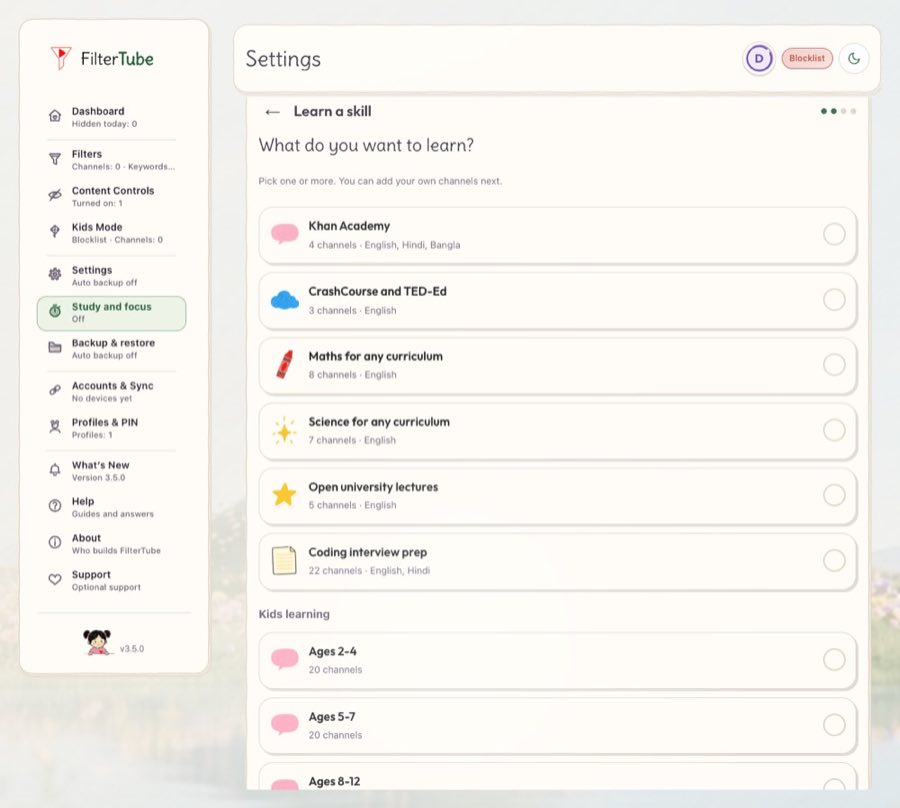 FilterTube
Dashboard
Hidden today: 0
Filters
Channels: 0 · Keywords...
Content Controls
Turned on: 1
Kids Mode
Blocklist · Channels: 0
Settings
Auto backup off
Study and focus
Off
Backup & restore
Auto backup off
Accounts & Sync
No devices yet
Profiles & PIN
Profiles: 1
What's New
Version 3.5.0
Help
Guides and answers
About
Who builds FilterTube
Support
Optional support
v3.5.0
Settings
D
Blocklist
← Learn a skill
What do you want to learn?
Pick one or more. You can add your own channels next.
Khan Academy
4 channels · English, Hindi, Bangla
CrashCourse and TED-Ed
3 channels · English
Maths for any curriculum
8 channels · English
Science for any curriculum
7 channels · English
Open university lectures
5 channels · English
Coding interview prep
22 channels · English, Hindi
Kids learning
Ages 2-4
20 channels
Ages 5-7
20 channels
Ages 8-12